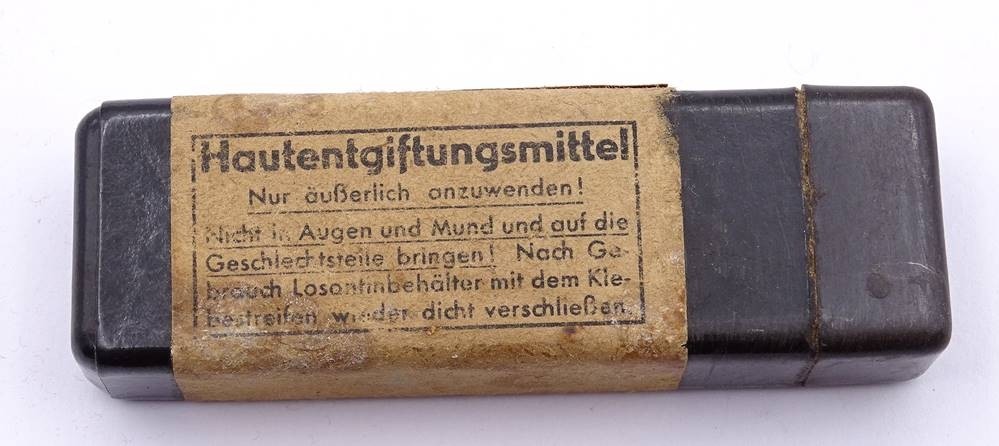 Hautentgiftungsmittel
Nur äußerlich anzuwenden!
Nicht in Augen und Mund und auf die
Geschlechtsteile bringen! Nach Ge-
brauch Losantinbehälter mit dem Kle-
bestreifen wieder dicht verschließen.